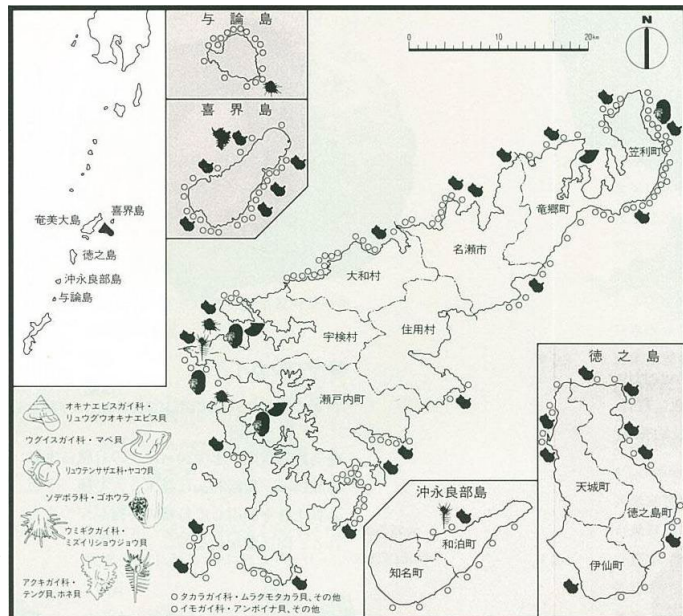 与論島
喜界島
N
0 10 20km
奄美大島
喜界島
徳之島
沖永良部島
与論島
笠利町
竜郷町
名瀬市
大和村
宇検村
住用村
瀬戸内町
徳之島
天城町
徳之島町
伊仙町
沖永良部島
和泊町
知名町
オキナエビスガイ科・
リュウグウオキナエビス貝
ウグイスガイ科・マベ貝
リュウテンサザエ科・ヤコウ貝
ソデボラ科・ゴホウラ
ウミギクガイ科・
ミズイリショウジョウ貝
アクキガイ科・
テング貝、ホネ貝
○タカラガイ科・ムラクモタカラ貝、その他
○イモガイ科・アンボイナ貝、その他